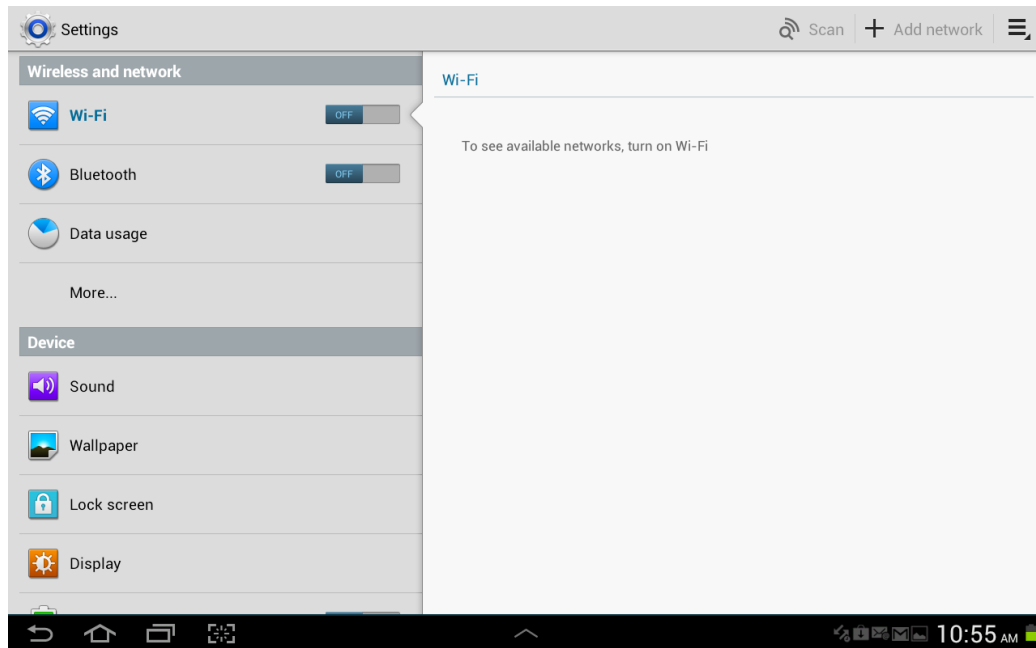 Settings
Scan
Add network
Wireless and network
Wi-Fi
OFF
Bluetooth
OFF
Data usage
More...
Device
Sound
Wallpaper
Lock screen
Display
Wi-Fi
To see available networks, turn on Wi-Fi
10:55 AM